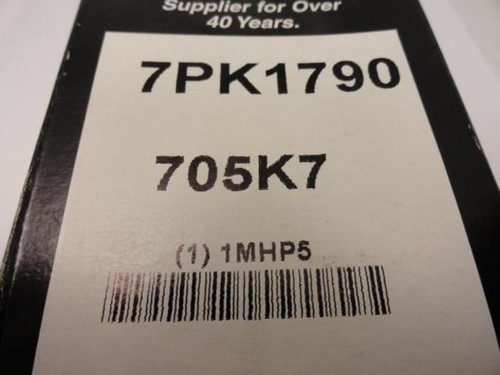 Supplier for Over
40 Years.
7PK1790
705K7
(1) 1MHP5